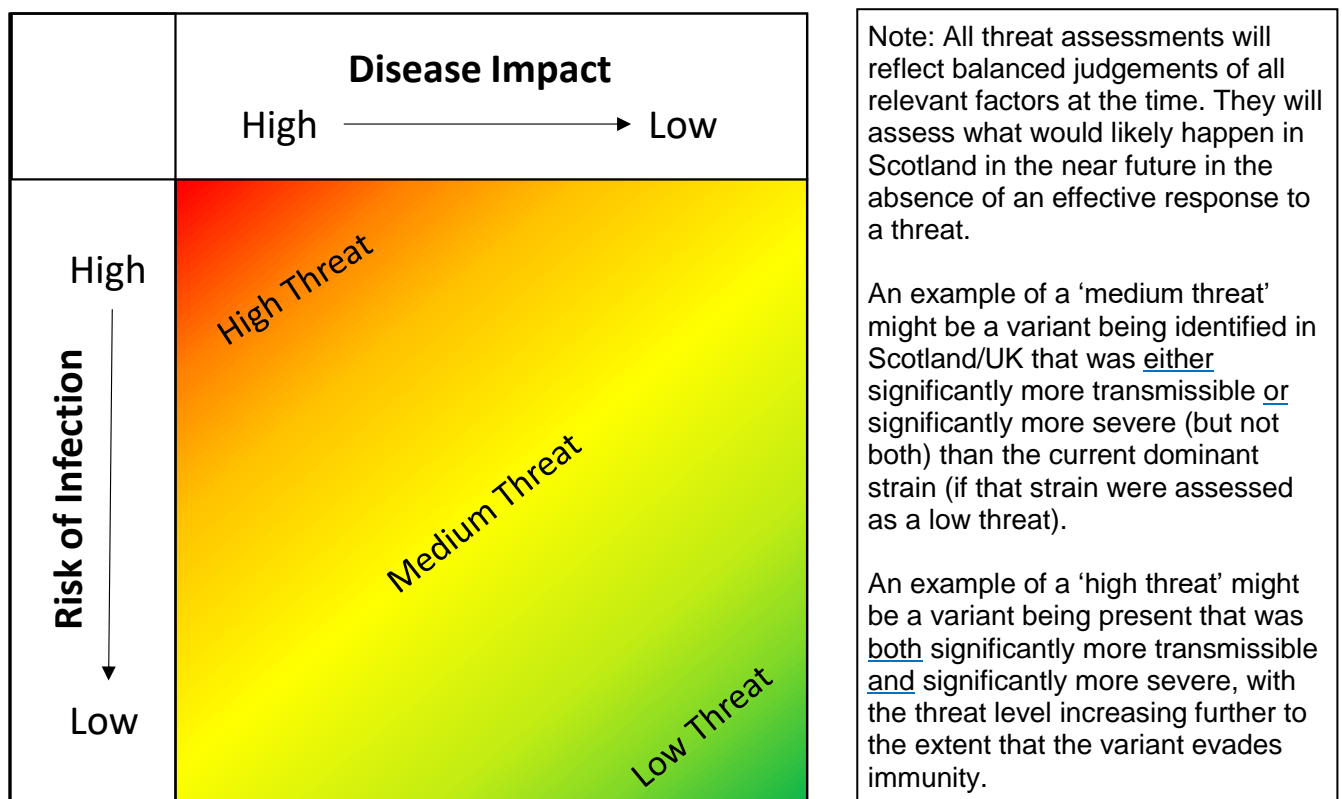 Disease Impact
High Low
High
Risk of Infection
Low
High Threat
Medium Threat
Low Threat
Note: All threat assessments will
reflect balanced judgements of all
relevant factors at the time. They will
assess what would likely happen in
Scotland in the near future in the
absence of an effective response to
a threat.
An example of a ‘medium threat’
might be a variant being identified in
Scotland/UK that was either
significantly more transmissible or
significantly more severe (but not
both) than the current dominant
strain (if that strain were assessed
as a low threat).
An example of a ‘high threat’ might
be a variant being present that was
both significantly more transmissible
and significantly more severe, with
the threat level increasing further to
the extent that the variant evades
immunity.